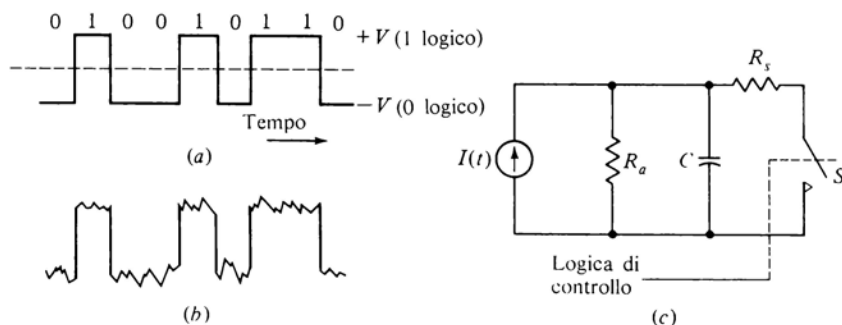 0 1 0 0 1 0 1 1 0
+ V (1 logico)
− V (0 logico)
Tempo
(a)
(b)
I(t)
R_a
C
R_s
S
Logica di
controllo
(c)